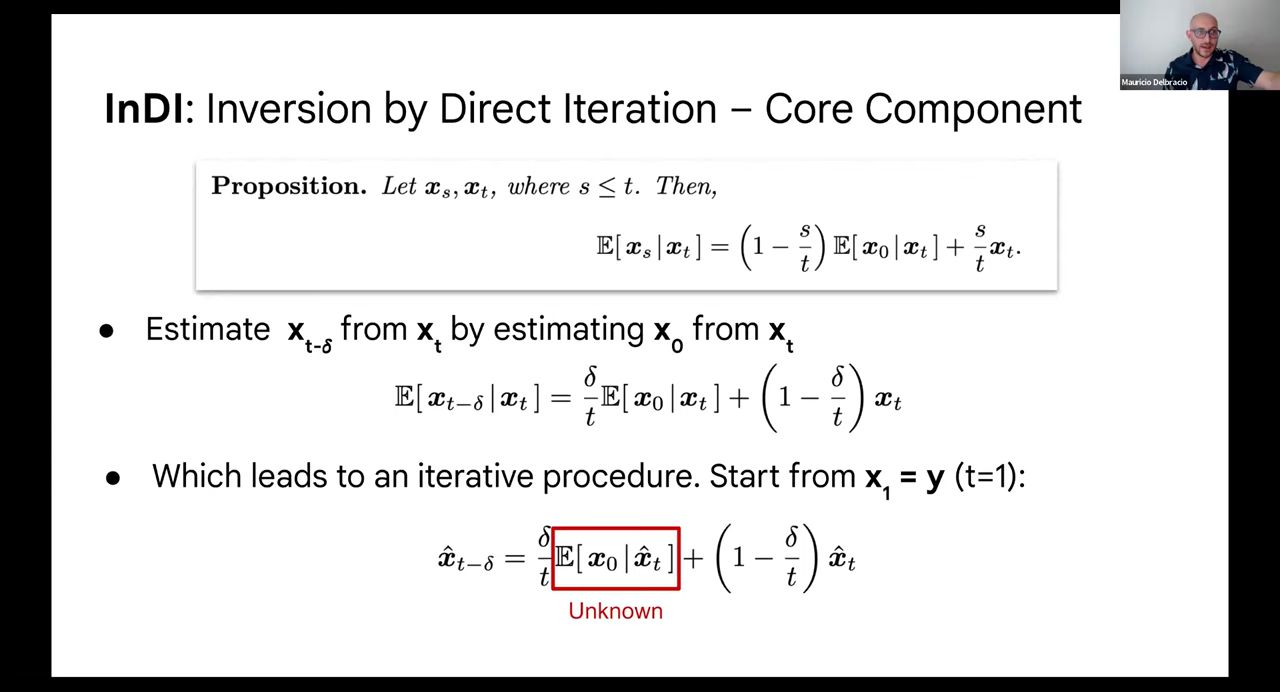 Mauricio Delbracio
InDI: Inversion by Direct Iteration – Core Component
Proposition. Let x_s, x_t, where s ≤ t. Then,
𝔼[x_s|x_t] = (1 − s/t) 𝔼[x_0|x_t] + s/t x_t.
● Estimate x_{t-δ} from x_t by estimating x_0 from x_t
𝔼[x_{t−δ}|x_t] = δ/t 𝔼[x_0|x_t] + (1 − δ/t) x_t
● Which leads to an iterative procedure. Start from x_1 = y (t=1):
x̂_{t−δ} = δ/t 𝔼[x_0|x̂_t] + (1 − δ/t) x̂_t
Unknown